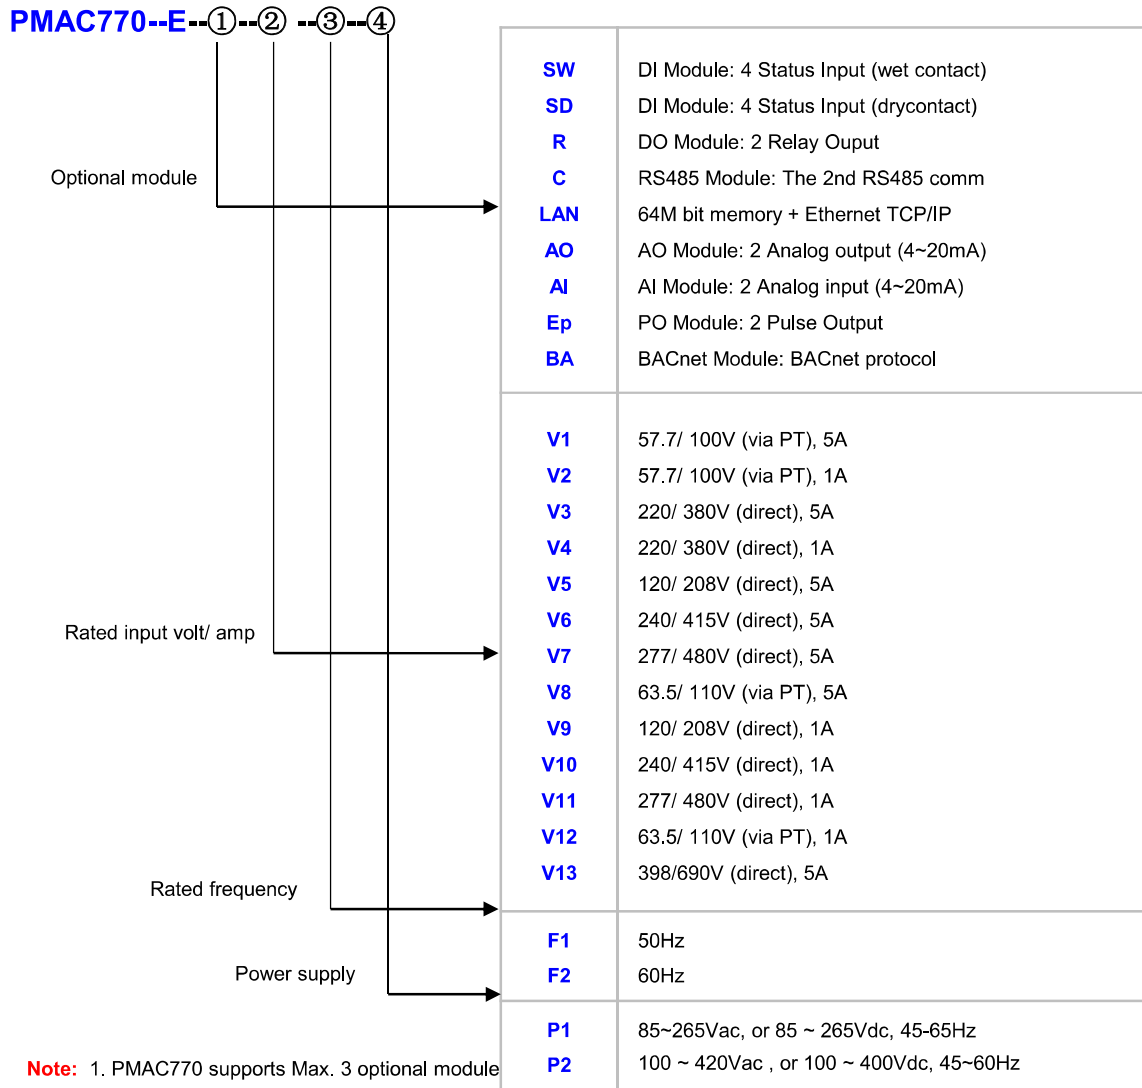 PMAC770--E--①--②--③--④
SW DI Module: 4 Status Input (wet contact)
SD DI Module: 4 Status Input (drycontact)
R DO Module: 2 Relay Ouput
Optional module
C RS485 Module: The 2nd RS485 comm
LAN 64M bit memory + Ethernet TCP/IP
AO AO Module: 2 Analog output (4~20mA)
AI AI Module: 2 Analog input (4~20mA)
Ep PO Module: 2 Pulse Output
BA BACnet Module: BACnet protocol
V1 57.7/ 100V (via PT), 5A
V2 57.7/ 100V (via PT), 1A
V3 220/ 380V (direct), 5A
V4 220/ 380V (direct), 1A
V5 120/ 208V (direct), 5A
V6 240/ 415V (direct), 5A
Rated input volt/ amp
V7 277/ 480V (direct), 5A
V8 63.5/ 110V (via PT), 5A
V9 120/ 208V (direct), 1A
V10 240/ 415V (direct), 1A
V11 277/ 480V (direct), 1A
V12 63.5/ 110V (via PT), 1A
V13 398/690V (direct), 5A
Rated frequency
F1 50Hz
F2 60Hz
Power supply
P1 85~265Vac, or 85 ~ 265Vdc, 45-65Hz
P2 100 ~ 420Vac , or 100 ~ 400Vdc, 45~60Hz
Note: 1. PMAC770 supports Max. 3 optional module